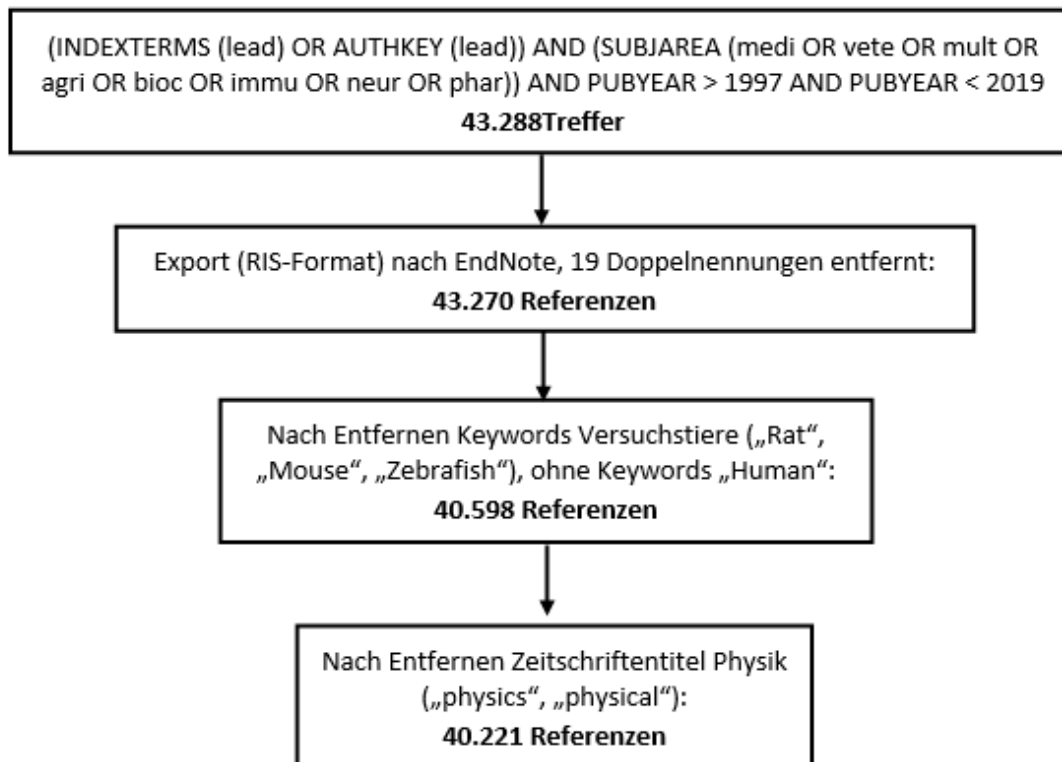 (INDEXTERMS (lead) OR AUTHKEY (lead)) AND (SUBJAREA (medi OR vete OR mult OR
agri OR bioc OR immu OR neur OR phar)) AND PUBYEAR > 1997 AND PUBYEAR < 2019
43.288Treffer
Export (RIS-Format) nach EndNote, 19 Doppelnennungen entfernt:
43.270 Referenzen
Nach Entfernen Keywords Versuchstiere („Rat“,
„Mouse“, „Zebrafish“), ohne Keywords „Human“:
40.598 Referenzen
Nach Entfernen Zeitschriftentitel Physik
(„physics“, „physical“):
40.221 Referenzen